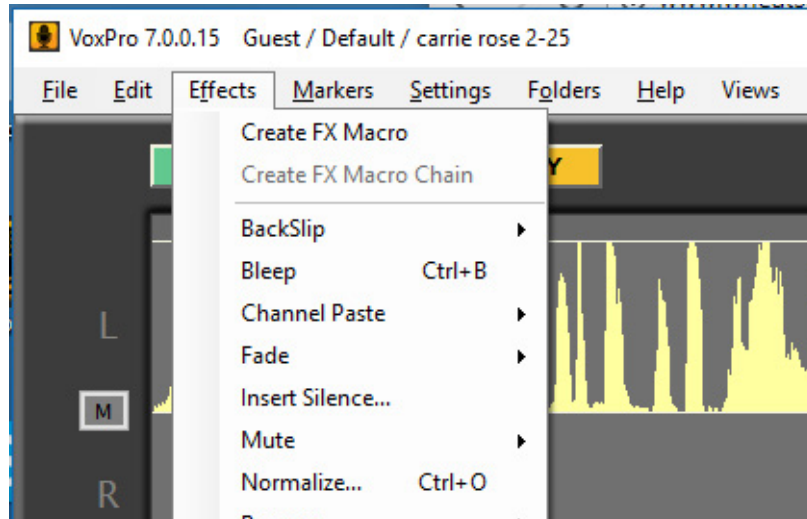 VoxPro 7.0.0.15 Guest / Default / carrie rose 2-25
File Edit Effects Markers Settings Folders Help Views
Create FX Macro
Create FX Macro Chain
Y
BackSlip
Bleep Ctrl+B
Channel Paste
L
Fade
Insert Silence...
M
Mute
Normalize... Ctrl+O
R